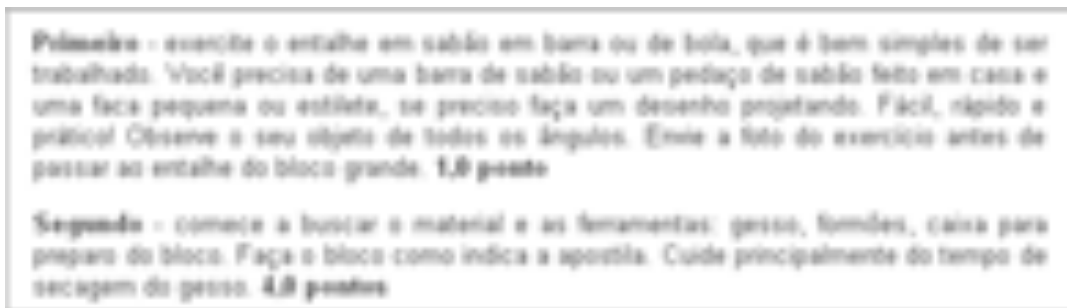 Primeiro - exercite o entalhe em sabão em barra ou de bola, que é bem simples de ser
trabalhado. Você precisa de uma barra de sabão ou um pedaço de sabão feito em casa e
uma faca pequena ou estilete, se preciso faça um desenho projetando. Fácil, rápido e
prático! Observe o seu objeto de todos os ângulos. Envie a foto do exercício antes de
passar ao entalhe do bloco grande. 1,0 ponto
Segundo - comece a buscar o material e as ferramentas: gesso, formões, caixa para
preparo do bloco. Faça o bloco como indica a apostila. Cuide principalmente do tempo de
secagem do gesso. 4,0 pontos